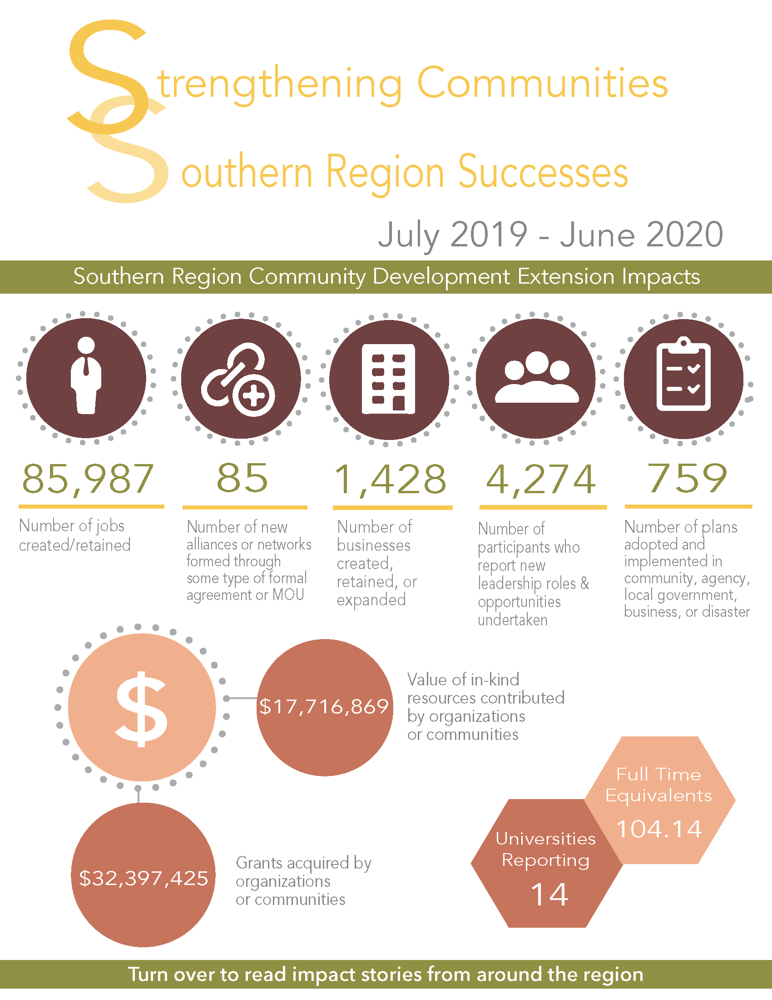 Strengthening Communities
Southern Region Successes
July 2019 - June 2020
Southern Region Community Development Extension Impacts
85,987
Number of jobs
created/retained
85
Number of new
alliances or networks
formed through
some type of formal
agreement or MOU
1,428
Number of
businesses
created,
retained, or
expanded
4,274
Number of
participants who
report new
leadership roles &
opportunities
undertaken
759
Number of plans
adopted and
implemented in
community, agency,
local government,
business, or disaster
$
$17,716,869
Value of in-kind
resources contributed
by organizations
or communities
$32,397,425
Grants acquired by
organizations
or communities
Full Time
Equivalents
104.14
Universities
Reporting
14
Turn over to read impact stories from around the region